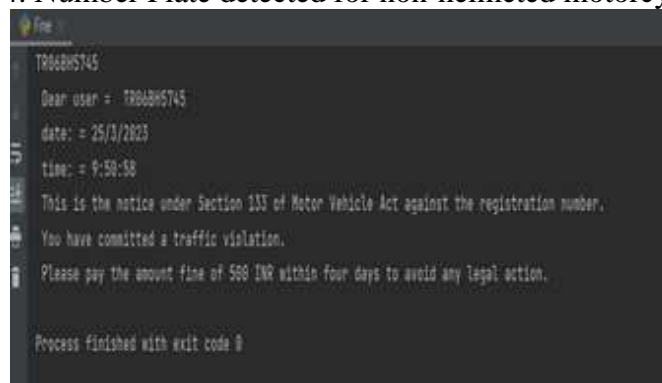 Number Plate detected for non-helmeted
Fine
TR06BH5745
Dear user = TR06BH5745
date: = 25/3/2023
time: = 9:50:58
This is the notice under Section 133 of Motor Vehicle Act against the registration number.
You have committed a traffic violation.
Please pay the amount fine of 500 INR within four days to avoid any legal action.
Process finished with exit code 0